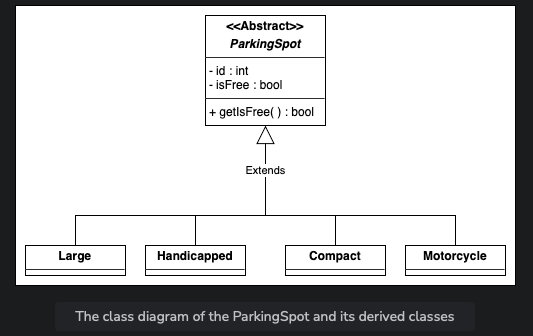 <<Abstract>>
ParkingSpot
- id : int
- isFree : bool
+ getIsFree( ) : bool
Extends
Large
Handicapped
Compact
Motorcycle
The class diagram of the ParkingSpot and its derived classes